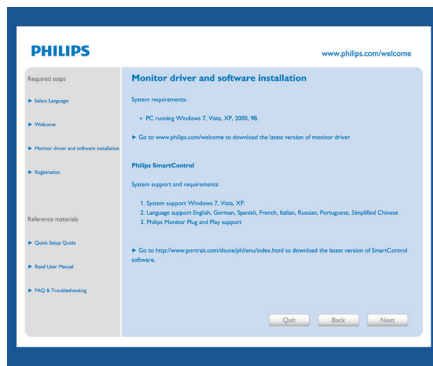 PHILIPS
www.philips.com/welcome
Required steps
► Select Language
► Welcome
► Monitor driver and software installation
► Registration
Reference materials
► Quick Setup Guide
► Read User Manual
► FAQ & Troubleshooting
Monitor driver and software installation
System requirements:
• PC running Windows 7, Vista, XP, 2000, 98.
► Go to www.philips.com/welcome to download the latest version of monitor driver
Philips SmartControl
System support and requirements:
1. System support Windows 7, Vista, XP.
2. Language support English, German, Spanish, French, Italian, Russian, Portuguese, Simplified Chinese
3. Philips Monitor Plug and Play support
► Go to http://www.portrait.com/dtune/phl/enu/index.html to download the latest version of SmartControl
software.
Quit
Back
Next